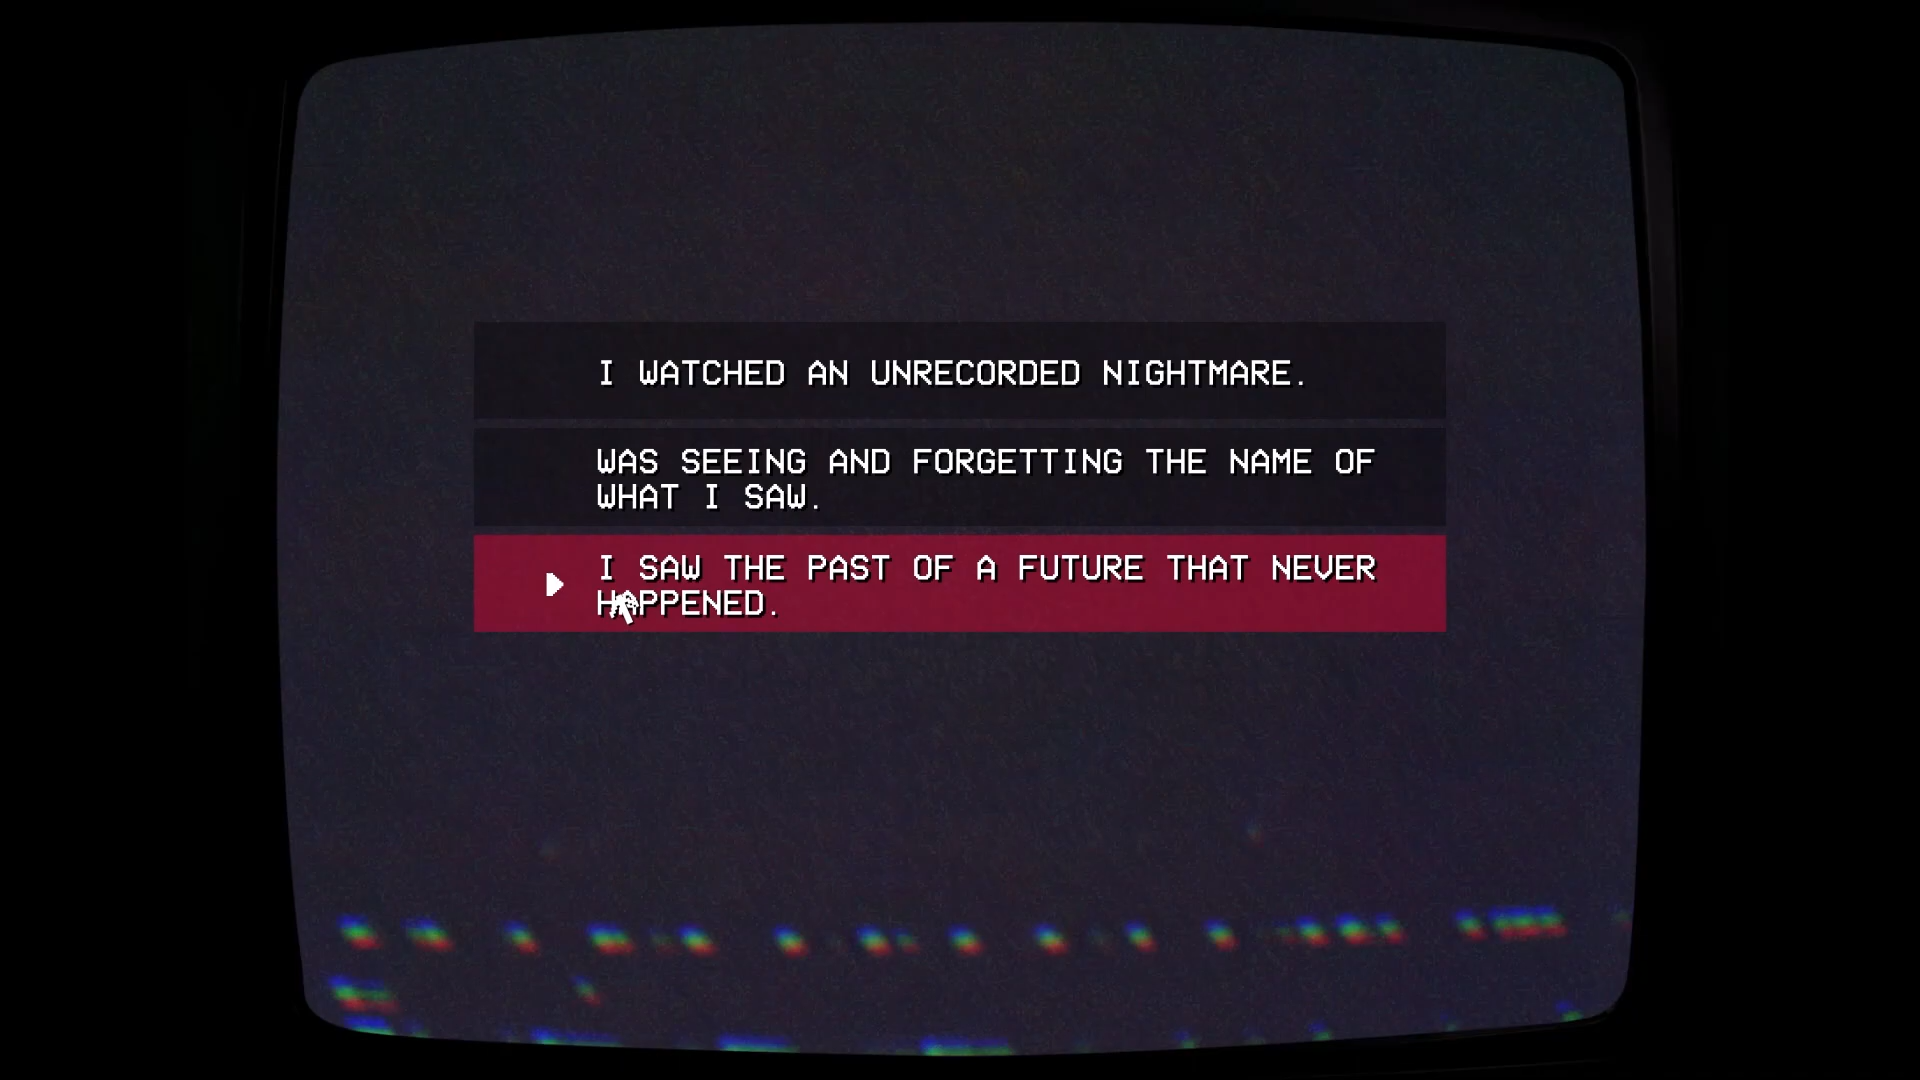 I WATCHED AN UNRECORDED NIGHTMARE.
WAS SEEING AND FORGETTING THE NAME OF
WHAT I SAW.
I SAW THE PAST OF A FUTURE THAT NEVER
HAPPENED.